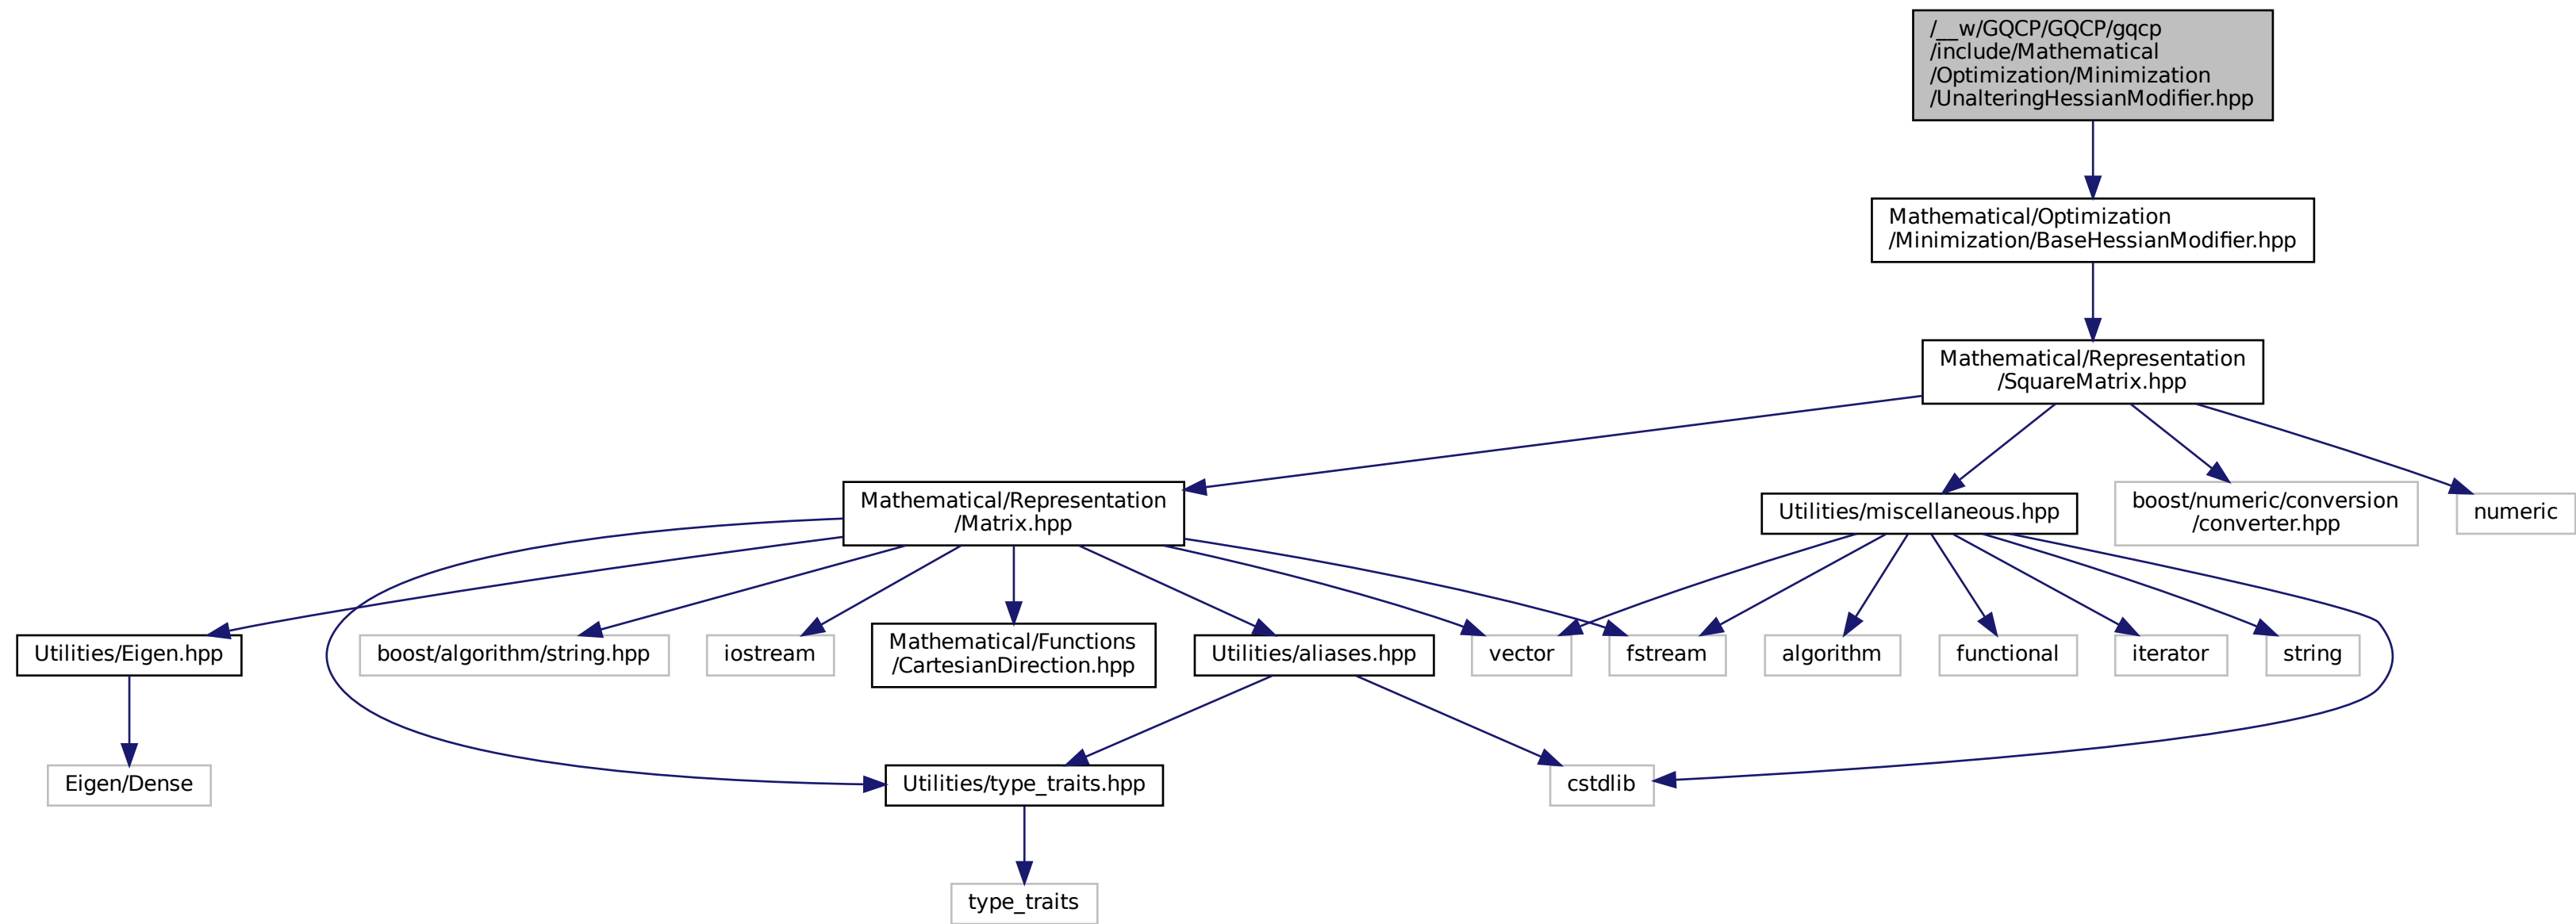 /__w/GQCP/GQCP/gqcp
/include/Mathematical
/Optimization/Minimization
/UnalteringHessianModifier.hpp
Mathematical/Optimization
/Minimization/BaseHessianModifier.hpp
Mathematical/Representation
/SquareMatrix.hpp
Mathematical/Representation
/Matrix.hpp
Utilities/miscellaneous.hpp
boost/numeric/conversion
/converter.hpp
numeric
Utilities/Eigen.hpp
boost/algorithm/string.hpp
iostream
Mathematical/Functions
/CartesianDirection.hpp
Utilities/aliases.hpp
vector
fstream
algorithm
functional
iterator
string
Eigen/Dense
Utilities/type_traits.hpp
cstdlib
type_traits